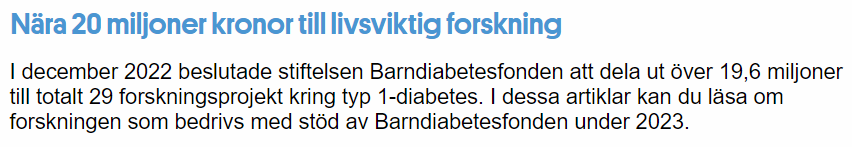 Nära 20 miljoner kronor till livsviktig forskning
I december 2022 beslutade stiftelsen Barndiabetesfonden att dela ut över 19,6 miljoner
till totalt 29 forskningsprojekt kring typ 1-diabetes. I dessa artiklar kan du läsa om
forskningen som bedrivs med stöd av Barndiabetesfonden under 2023.